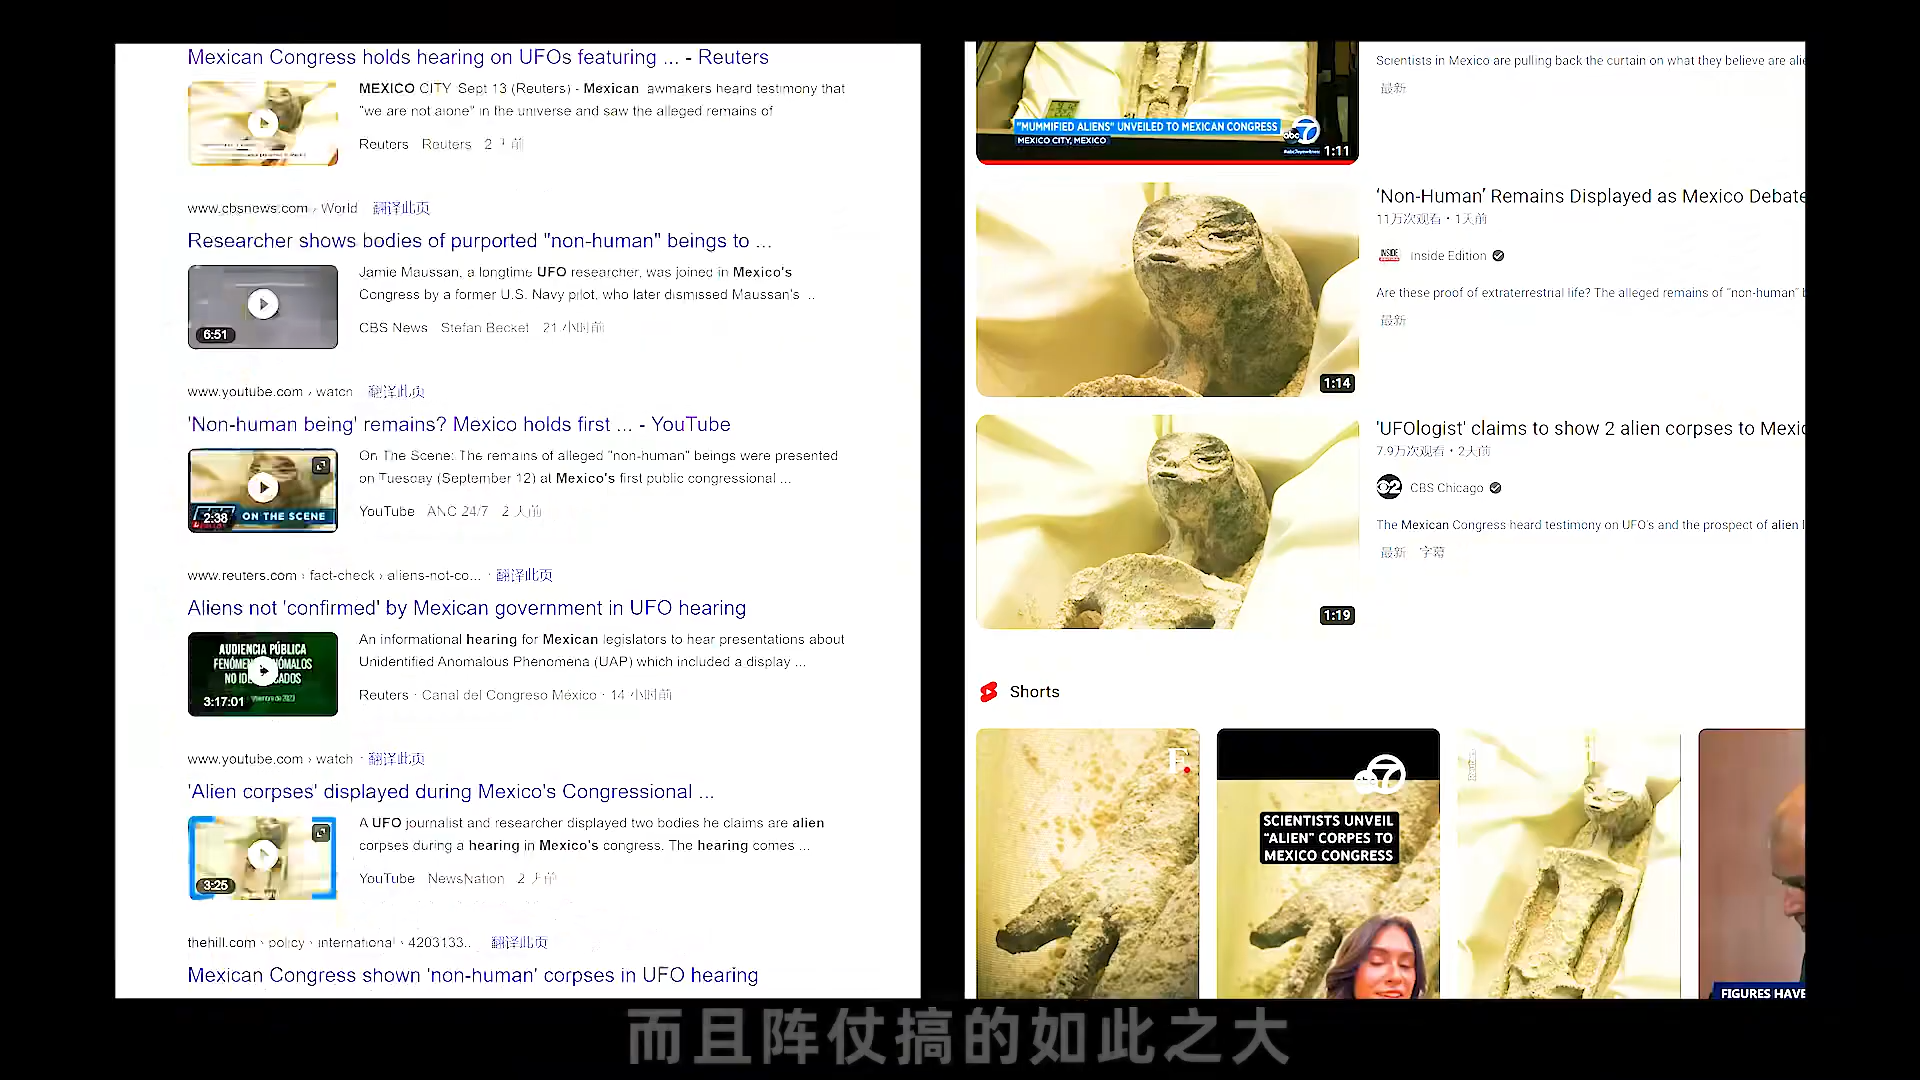 Mexican Congress holds hearing on UFOs featuring ... - Reuters
MEXICO CITY Sept 13 (Reuters) - Mexican awmakers heard testimony that
"we are not alone" in the universe and saw the alleged remains of
Reuters Reuters 2
www.cbsnews.com › World 翻译此页
Researcher shows bodies of purported "non-human" beings to ...
6:51
Jamie Maussan, a longtime UFO researcher, was joined in Mexico's
Congress by a former U.S. Navy pilot, who later dismissed Maussan's ..
CBS News Stefan Becket 21 小时前
www.youtube.com › watch 翻译此页
'Non-human being' remains? Mexico holds first ... - YouTube
2:38 ON THE SCENE
On The Scene: The remains of alleged "non-human" beings were presented
on Tuesday (September 12) at Mexico's first public congressional ...
YouTube ANC 24/7 2 天前
www.reuters.com › fact-check › aliens-not-co... · 翻译此页
Aliens not 'confirmed' by Mexican government in UFO hearing
AUDIENCIA PÚBLICA
3:17:01
An informational hearing for Mexican legislators to hear presentations about
Unidentified Anomalous Phenomena (UAP) which included a display ...
Reuters · Canal del Congreso México · 14 小时前
www.youtube.com › watch · 翻译此页
'Alien corpses' displayed during Mexico's Congressional ...
3:25
A UFO journalist and researcher displayed two bodies he claims are alien
corpses during a hearing in Mexico's congress. The hearing comes ...
YouTube NewsNation 2 天前
thehill.com › policy › international › 4203133.. 翻译此页
Mexican Congress shown 'non-human' corpses in UFO hearing
"MUMMIFIED ALIENS" UNVEILED TO MEXICAN CONGRESS
MEXICO CITY, MEXICO
abc 7
1:11
Scientists in Mexico are pulling back the curtain on what they believe are alie
最新
1:14
'Non-Human' Remains Displayed as Mexico Debate
11万次观看 • 1天前
INSIDE
Inside Edition
Are these proof of extraterrestrial life? The alleged remains of "non-human" b
最新
1:19
'UFOlogist' claims to show 2 alien corpses to Mexic
7.9万次观看 • 2天前
CBS Chicago
The Mexican Congress heard testimony on UFO's and the prospect of alien l
最新 字幕
Shorts
F.
abc 7
SCIENTISTS UNVEIL
"ALIEN" CORPES TO
MEXICO CONGRESS
Reuters
FIGURES HAVE
而且阵仗搞的如此之大